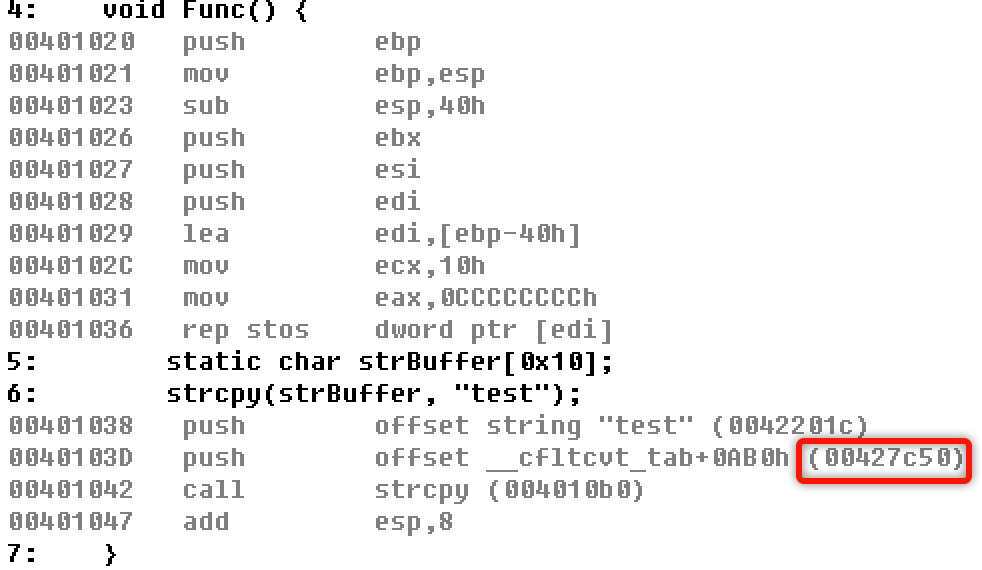 4:    void Func() {
00401020   push        ebp
00401021   mov         ebp,esp
00401023   sub         esp,40h
00401026   push        ebx
00401027   push        esi
00401028   push        edi
00401029   lea         edi,[ebp-40h]
0040102C   mov         ecx,10h
00401031   mov         eax,0CCCCCCCCh
00401036   rep stos    dword ptr [edi]
5:        static char strBuffer[0x10];
6:        strcpy(strBuffer, "test");
00401038   push        offset string "test" (0042201c)
0040103D   push        offset __cfltcvt_tab+0AB0h (00427c50)
00401042   call        strcpy (004010b0)
00401047   add         esp,8
7:    }